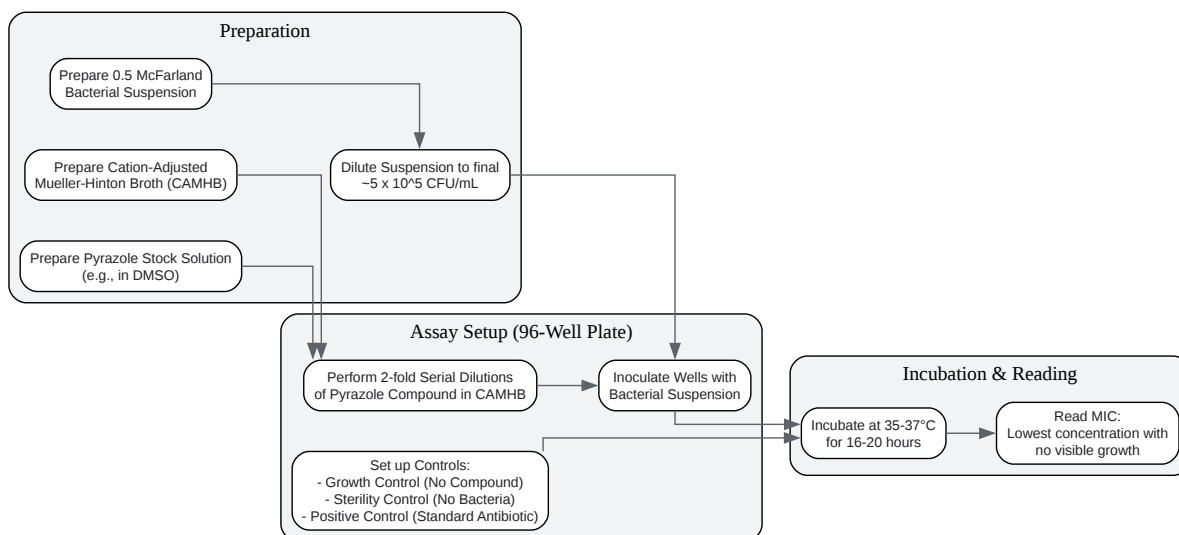 Preparation
Prepare 0.5 McFarland
Bacterial Suspension
Prepare Cation-Adjusted
Mueller-Hinton Broth (CAMHB)
Dilute Suspension to final
~5 x 10^5 CFU/mL
Prepare Pyrazole Stock Solution
(e.g., in DMSO)
Assay Setup (96-Well Plate)
Perform 2-fold Serial Dilutions
of Pyrazole Compound in CAMHB
Inoculate Wells with
Bacterial Suspension
Set up Controls:
- Growth Control (No Compound)
- Sterility Control (No Bacteria)
- Positive Control (Standard Antibiotic)
Incubation & Reading
Incubate at 35-37°C
for 16-20 hours
Read MIC:
Lowest concentration with
no visible growth